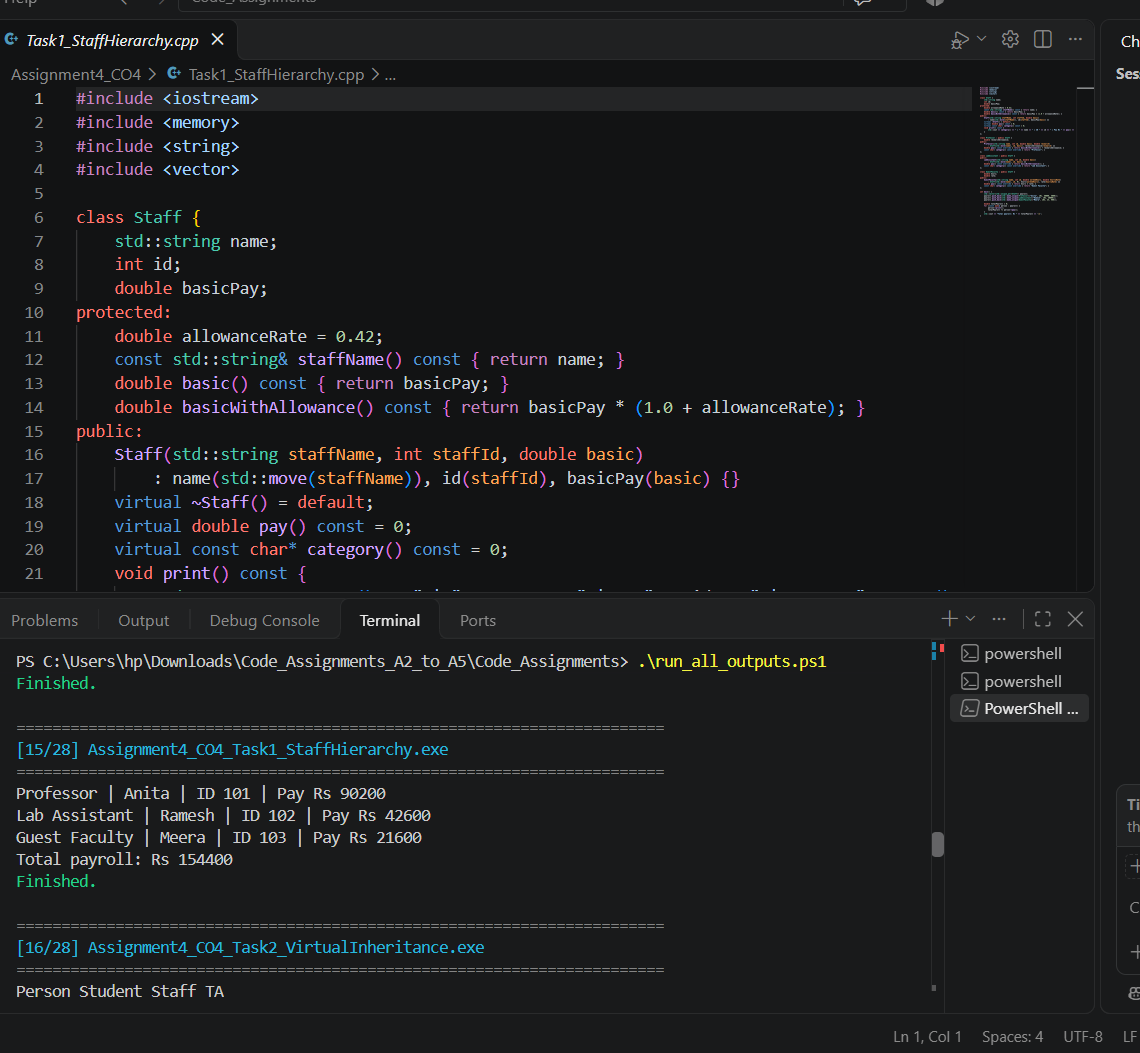 Help
Code_Assignments
Task1_StaffHierarchy.cpp
Assignment4_CO4 > Task1_StaffHierarchy.cpp > ...
1 #include <iostream>
2 #include <memory>
3 #include <string>
4 #include <vector>
5
6 class Staff {
7 std::string name;
8 int id;
9 double basicPay;
10 protected:
11 double allowanceRate = 0.42;
12 const std::string& staffName() const { return name; }
13 double basic() const { return basicPay; }
14 double basicWithAllowance() const { return basicPay * (1.0 + allowanceRate); }
15 public:
16 Staff(std::string staffName, int staffId, double basic)
17 : name(std::move(staffName)), id(staffId), basicPay(basic) {}
18 virtual ~Staff() = default;
19 virtual double pay() const = 0;
20 virtual const char* category() const = 0;
21 void print() const {
Problems Output Debug Console Terminal Ports
PS C:\Users\hp\Downloads\Code_Assignments_A2_to_A5\Code_Assignments> .\run_all_outputs.ps1
Finished.
======================================================================
[15/28] Assignment4_CO4_Task1_StaffHierarchy.exe
======================================================================
Professor | Anita | ID 101 | Pay Rs 90200
Lab Assistant | Ramesh | ID 102 | Pay Rs 42600
Guest Faculty | Meera | ID 103 | Pay Rs 21600
Total payroll: Rs 154400
Finished.
======================================================================
[16/28] Assignment4_CO4_Task2_VirtualInheritance.exe
======================================================================
Person Student Staff TA
powershell
powershell
PowerShell ...
Ch
Ses
Ti
th
Ln 1, Col 1 Spaces: 4 UTF-8 LF